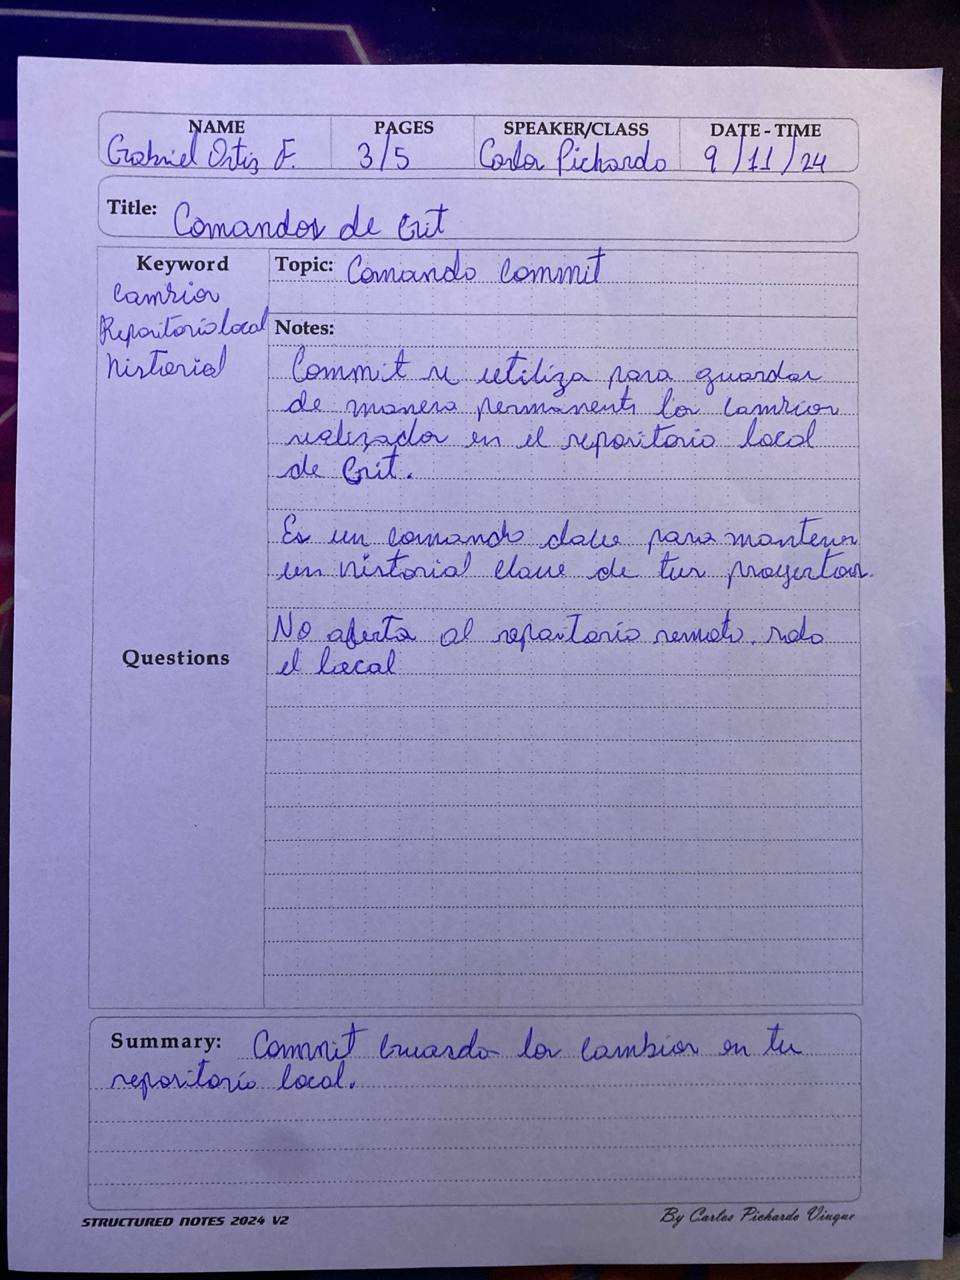 NAME PAGES SPEAKER/CLASS DATE - TIME
Gabriel Ortiz F. 3/5 Carlos Pichardo 9/11/24
Title: Comandos de Git
Keyword Topic: Comando Commit
Cambios
Repositorio local Notes:
historial
Commit se utiliza para guardar
de manera permanente los cambios
realizados en el repositorio local
de Git.
Es un comando clave para mantener
un historial clave de tus proyectos.
No afecta al repositorio remoto, solo
el local
Questions
Summary: Commit Guarda los cambios en tu
repositorio local.
STRUCTURED NOTES 2024 V2 By Carlos Pichardo Viuque